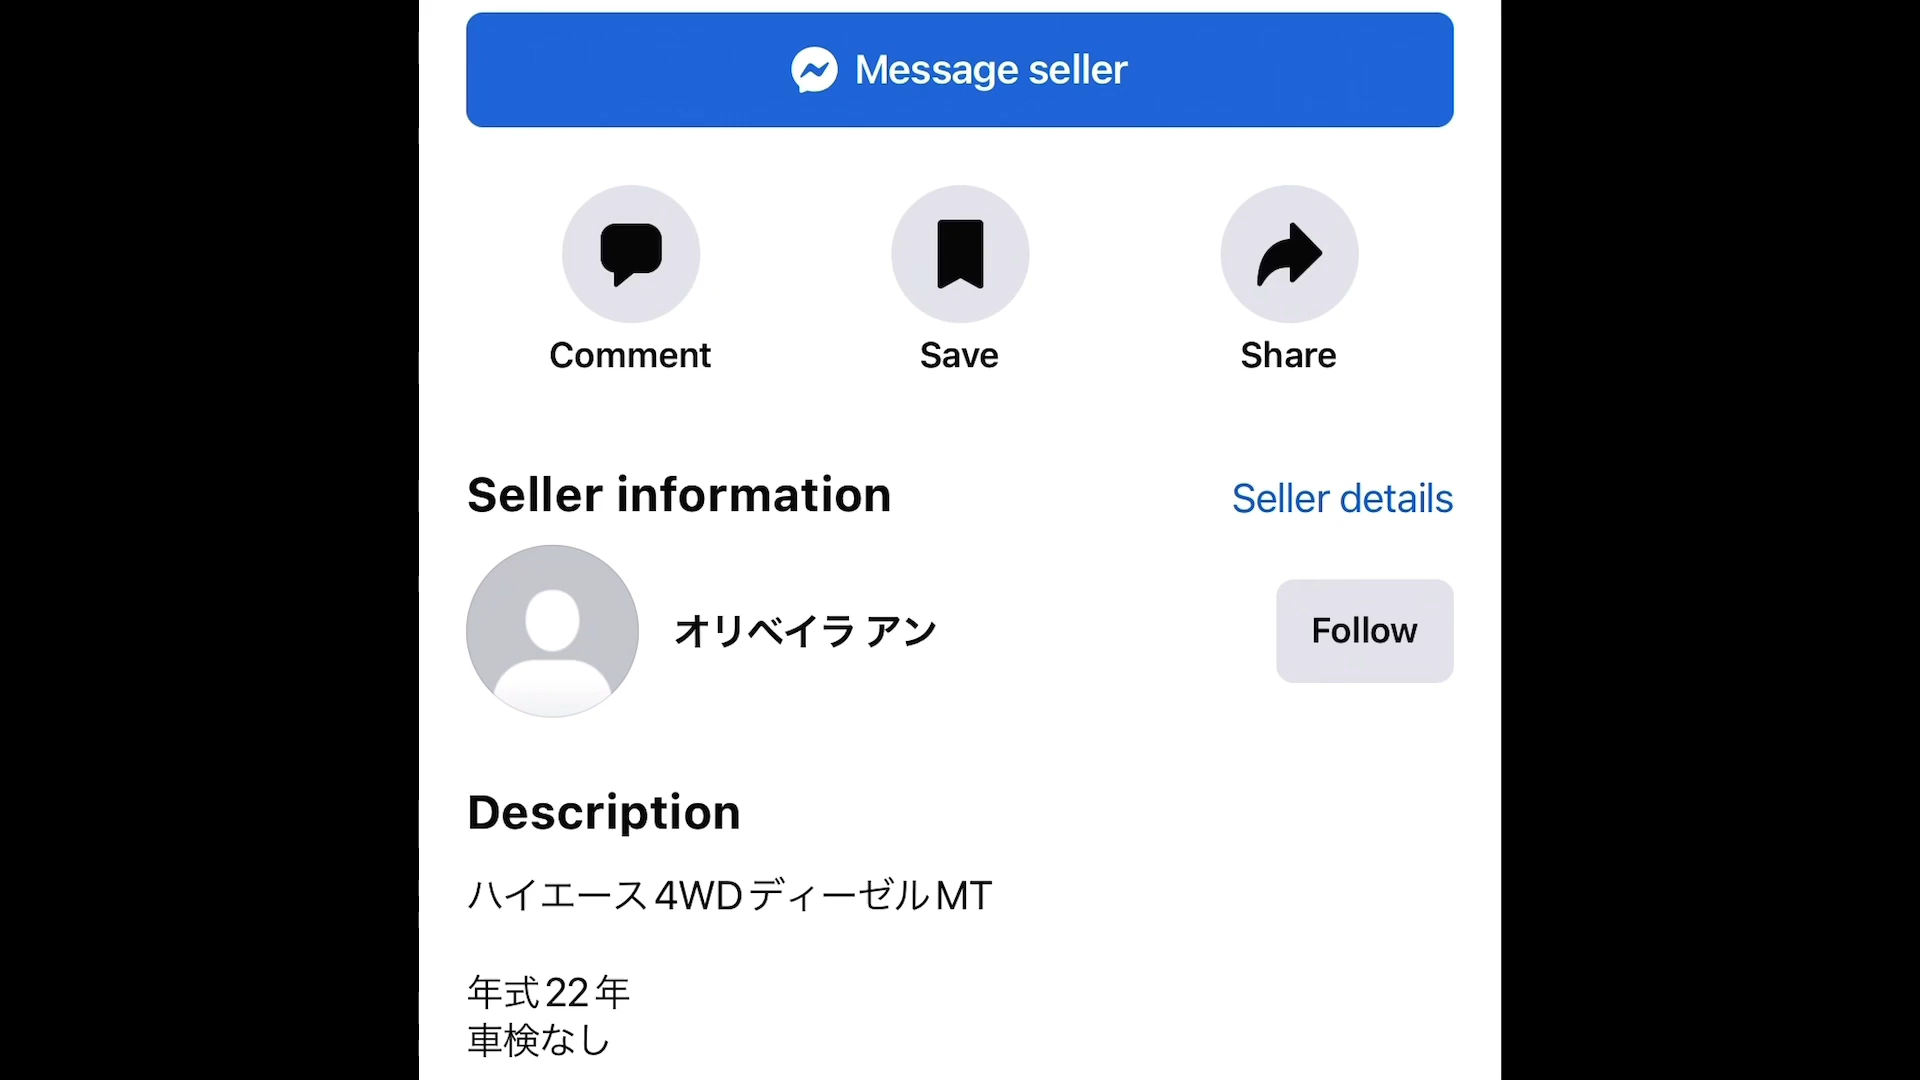 Message seller
Comment
Save
Share
Seller information
Seller details
オリベイラ アン
Follow
Description
ハイエース4WDディーゼルMT
年式22年
車検なし